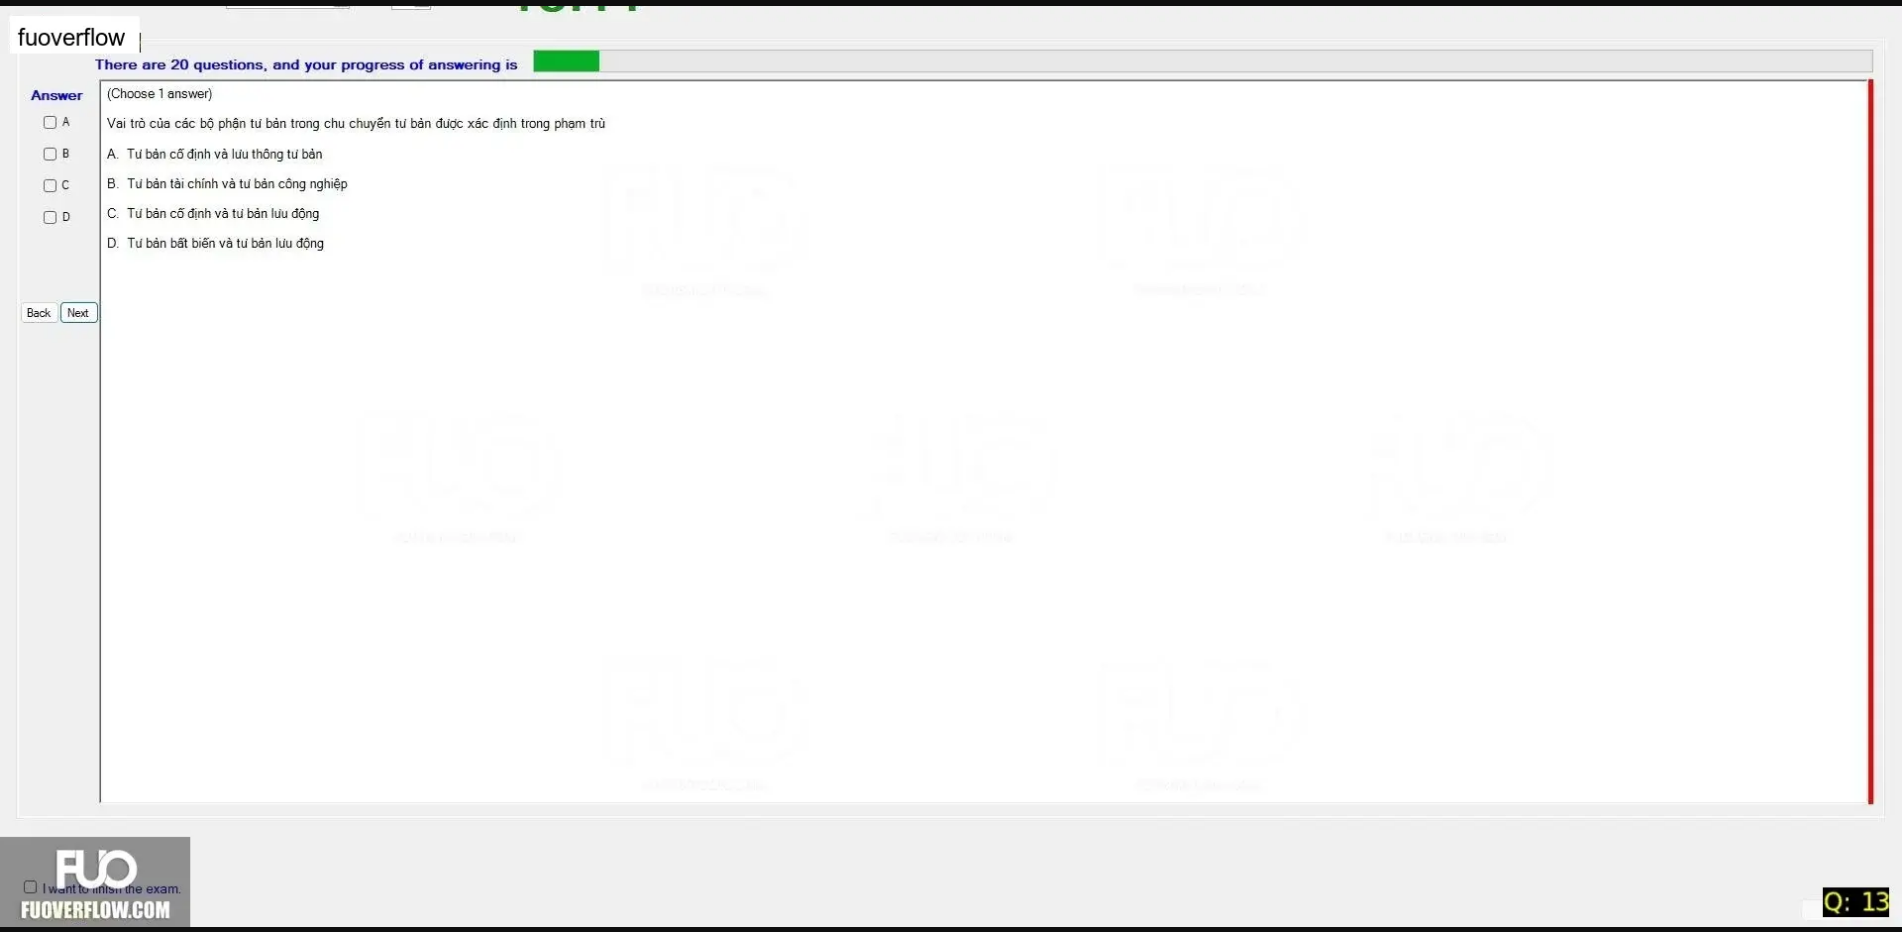 fuoverflow
There are 20 questions, and your progress of answering is
Answer
(Choose 1 answer)
A
Vai trò của các bộ phận tư bản trong chu chuyển tư bản được xác định trong phạm trù
B
A. Tư bản cố định và lưu thông tư bản
C
B. Tư bản tài chính và tư bản công nghiệp
D
C. Tư bản cố định và tư bản lưu động
D. Tư bản bất biến và tư bản lưu động
Back Next
FUO
I want to finish the exam.
FUOVERFLOW.COM
Q: 13